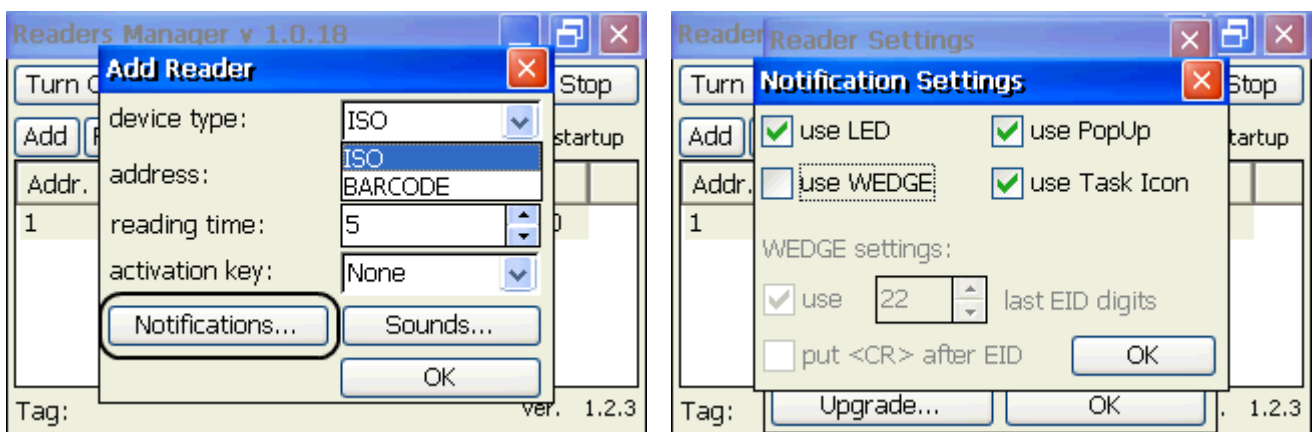 Readers Manager v 1.0.18
Add Reader
Turn
Stop
device type: ISO
Add
startup
ISO
BARCODE
address:
Addr.
reading time: 5
1
activation key: None
Notifications... Sounds...
OK
Tag:
ver. 1.2.3
Reader
Reader Settings
Notification Settings
Turn
Stop
use LED
use PopUp
Add
tartup
Addr.
use WEDGE
use Task Icon
1
WEDGE settings:
use 22 last EID digits
put <CR> after EID
OK
Tag:
Upgrade...
OK
. 1.2.3